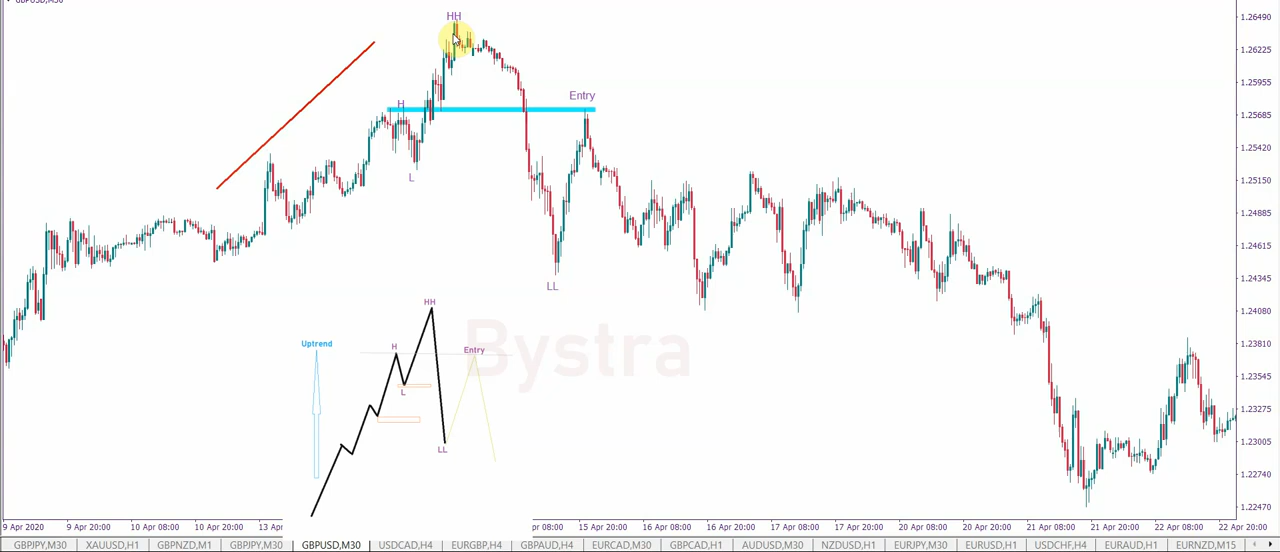 GBPUSD,M30
HH
1.26490
1.26225
1.25955
Entry
H
1.25685
1.25420
L
1.25150
1.24885
1.24615
LL
1.24345
HH
1.24080
Bystra
Uptrend
H
Entry
1.23810
1.23545
L
1.23275
LL
1.23005
1.22740
1.22470
9 Apr 2020 9 Apr 20:00 10 Apr 08:00 10 Apr 20:00 13 Apr 08:00 15 Apr 20:00 16 Apr 08:00 16 Apr 20:00 17 Apr 08:00 17 Apr 20:00 20 Apr 08:00 20 Apr 20:00 21 Apr 08:00 21 Apr 20:00 22 Apr 08:00 22 Apr 20:00
GBPJPY,M30 XAUUSD,H1 GBPNZD,M1 GBPJPY,M30 GBPUSD,M30 USDCAD,H4 EURGBP,H4 GBPAUD,H4 EURCAD,M30 GBPCAD,H1 AUDUSD,M30 NZDUSD,H1 EURJPY,M30 EURUSD,H1 USDCHF,H4 EURAUD,H1 EURNZD,M15